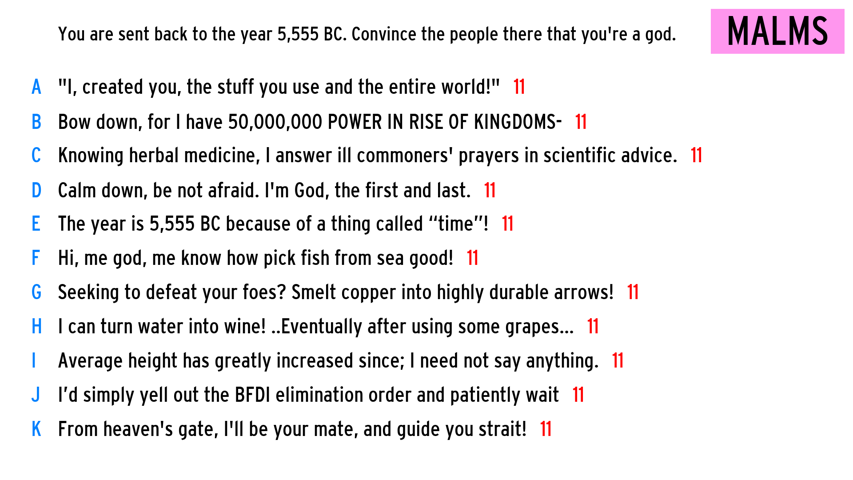 You are sent back to the year 5,555 BC. Convince the people there that you're a god.
MALMS
A "I, created you, the stuff you use and the entire world!" 11
B Bow down, for I have 50,000,000 POWER IN RISE OF KINGDOMS- 11
C Knowing herbal medicine, I answer ill commoners' prayers in scientific advice. 11
D Calm down, be not afraid. I'm God, the first and last. 11
E The year is 5,555 BC because of a thing called “time”! 11
F Hi, me god, me know how pick fish from sea good! 11
G Seeking to defeat your foes? Smelt copper into highly durable arrows! 11
H I can turn water into wine! ..Eventually after using some grapes... 11
I Average height has greatly increased since; I need not say anything. 11
J I’d simply yell out the BFDI elimination order and patiently wait 11
K From heaven's gate, I'll be your mate, and guide you strait! 11